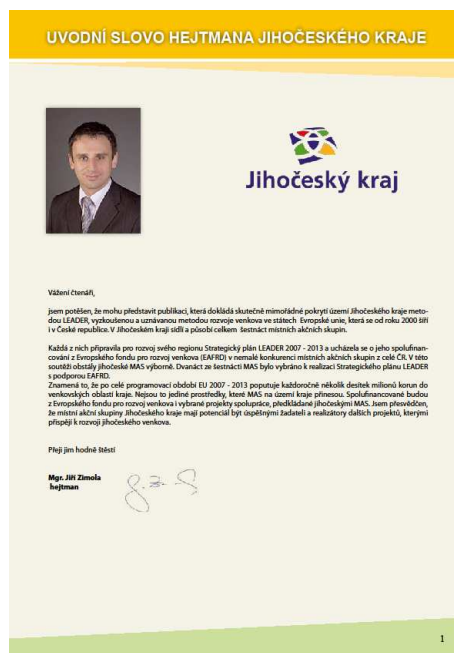 UVODNÍ SLOVO HEJTMANA JIHOČESKÉHO KRAJE
Jihočeský kraj
Vážení čtenáři,
jsem potěšen, že mohu představit publikaci, která dokládá skutečně mimořádné pokrytí území Jihočeského kraje meto-
dou LEADER, vyzkoušenou a uznávanou metodou rozvoje venkova ve státech Evropské unie, která se od roku 2000 šíří
i v České republice. V Jihočeském kraji sídlí a působí celkem šestnáct místních akčních skupin.
Každá z nich připravila pro rozvoj svého regionu Strategický plán LEADER 2007 - 2013 a ucházela se o jeho spolufinan-
cování z Evropského fondu pro rozvoj venkova (EAFRD) v nemalé konkurenci místních akčních skupin z celé ČR. V této
soutěži obstály jihočeské MAS výborně. Dvanáct ze šestnácti MAS bylo vybráno k realizaci Strategického plánu LEADER
s podporou EAFRD.
Znamená to, že po celé programovací období EU 2007 - 2013 poputuje každoročně několik desítek milionů korun do
venkovských oblastí kraje. Nejsou to jediné prostředky, které MAS na území kraje přinesou. Spolufinancované budou
z Evropského fondu pro rozvoj venkova i vybrané projekty spolupráce, předkládané jihočeskými MAS. Jsem přesvědčen,
že místní akční skupiny Jihočeského kraje mají potenciál být úspěšnými žadateli a realizátory dalších projektů, kterými
přispějí k rozvoji jihočeského venkova.
Přeji jim hodně štěstí
Mgr. Jiří Zimola
hejtman
1